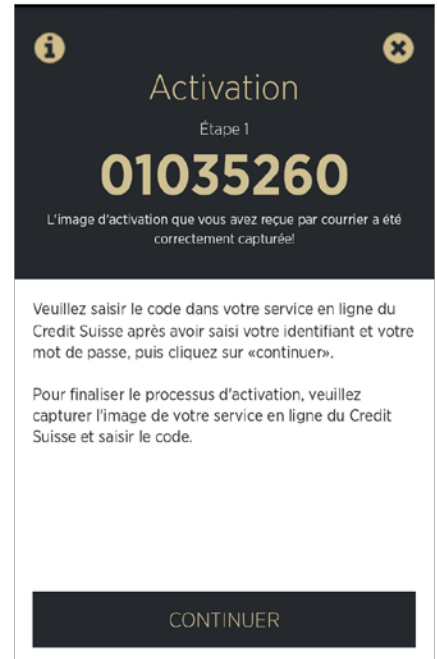 Activation
Étape 1
01035260
L'image d'activation que vous avez reçue par courrier a été
correctement capturée!
Veuillez saisir le code dans votre service en ligne du
Credit Suisse après avoir saisi votre identifiant et votre
mot de passe, puis cliquez sur «continuer».
Pour finaliser le processus d'activation, veuillez
capturer l'image de votre service en ligne du Credit
Suisse et saisir le code.
CONTINUER